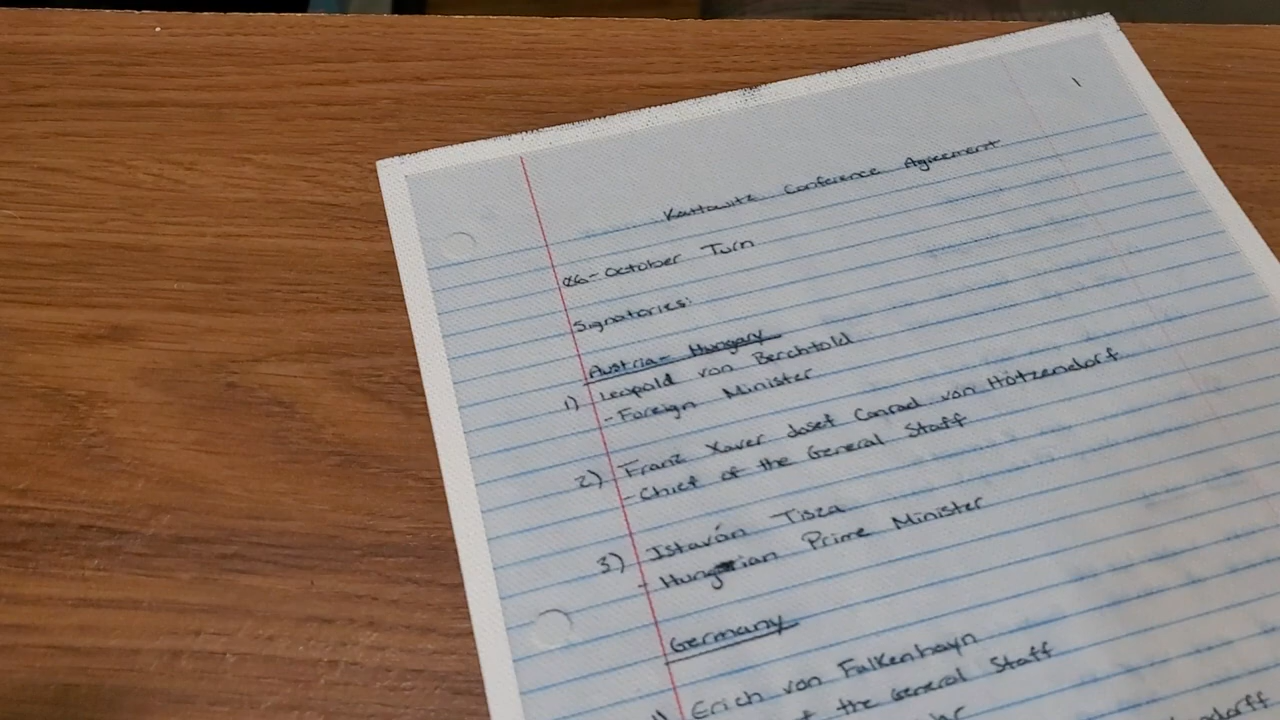 1
Kattowitz Conference Agreement
- October Turn
Signatories:
Austria- Hungary
1) Leopold von Berchtold
-Foreign Minister
2) Franz Xaver Josef Conrad von Hötzendorf
-Chief of the General Staff
3) István Tisza
- Hungarian Prime Minister
Germany
Erich von Falkenhayn
the General Staff